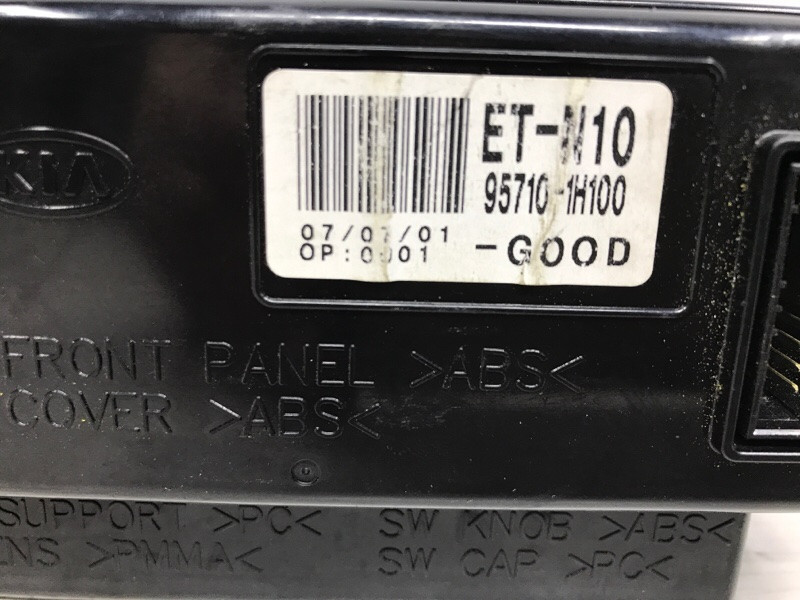 KIA
ET-N10
95710-1H100
07/07/01
OP:0001
-GOOD
FRONT PANEL >ABS<
COVER >ABS<
SUPPORT >PC<
SW KNOB >ABS<
>PMMA<
SW CAP >PC<